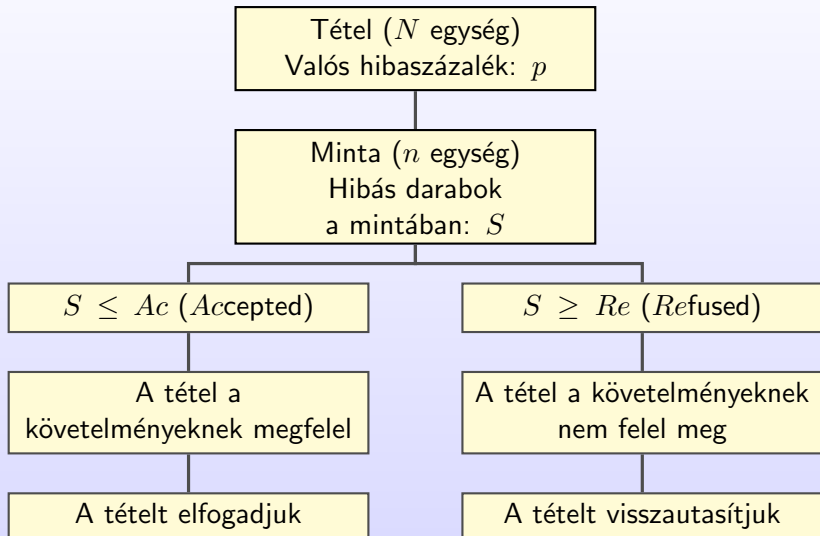 Tétel (N egység)
Valós hibaszázalék: p
Minta (n egység)
Hibás darabok
a mintában: S
S ≤ Ac (Accepted)
S ≥ Re (Refused)
A tétel a
követelményeknek megfelel
A tétel a követelményeknek
nem felel meg
A tételt elfogadjuk
A tételt visszautasítjuk